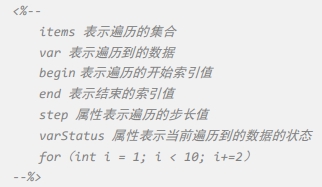 <%--
items 表示遍历的集合
var 表示遍历到的数据
begin 表示遍历的开始索引值
end 表示结束的索引值
step 属性表示遍历的步长值
varStatus 属性表示当前遍历到的数据的状态
for（int i = 1; i < 10; i+=2）
--%>